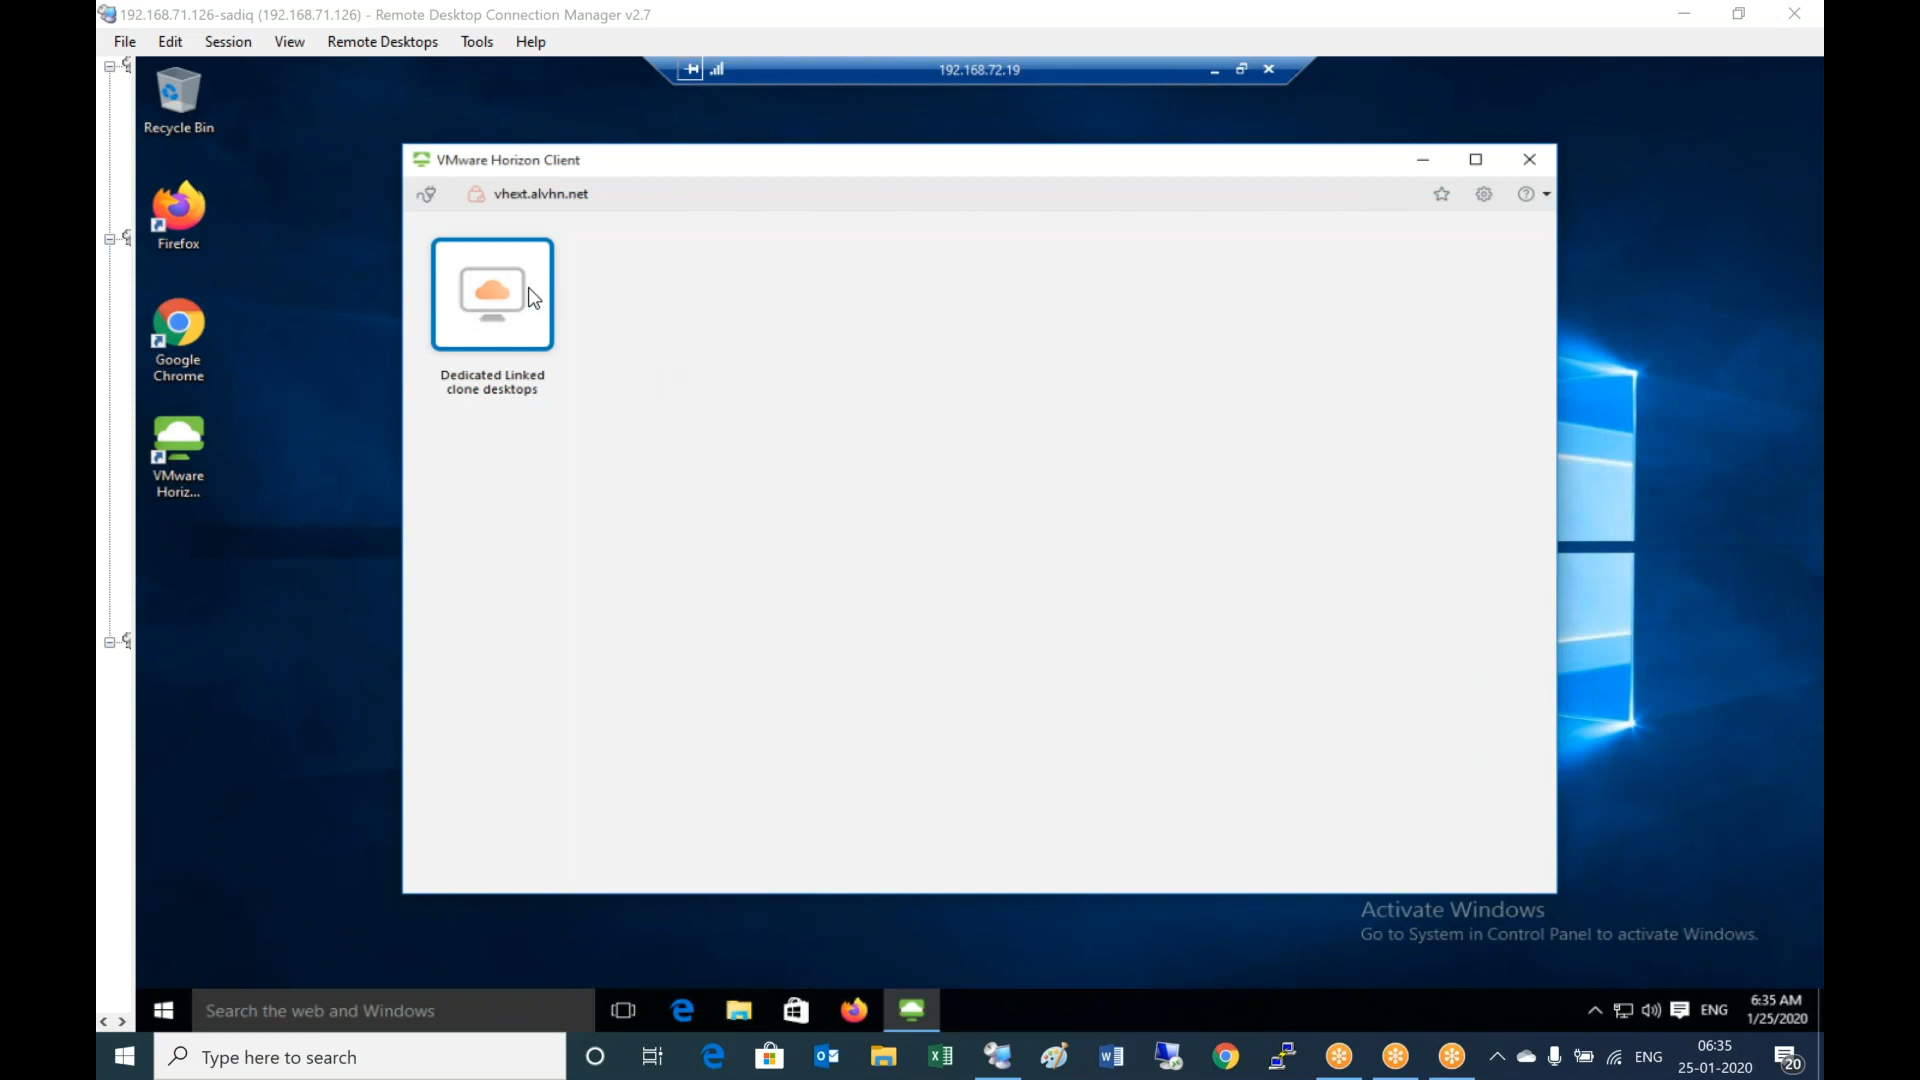 192.168.71.126-sadiq (192.168.71.126) - Remote Desktop Connection Manager v2.7
File Edit Session View Remote Desktops Tools Help
192.168.72.19
Recycle Bin
Firefox
Google
Chrome
VMware
Horiz...
VMware Horizon Client
vhext.alvhn.net
Dedicated Linked
clone desktops
Activate Windows
Go to System in Control Panel to activate Windows.
Search the web and Windows
ENG
6:35 AM
1/25/2020
Type here to search
ENG
06:35
25-01-2020
20